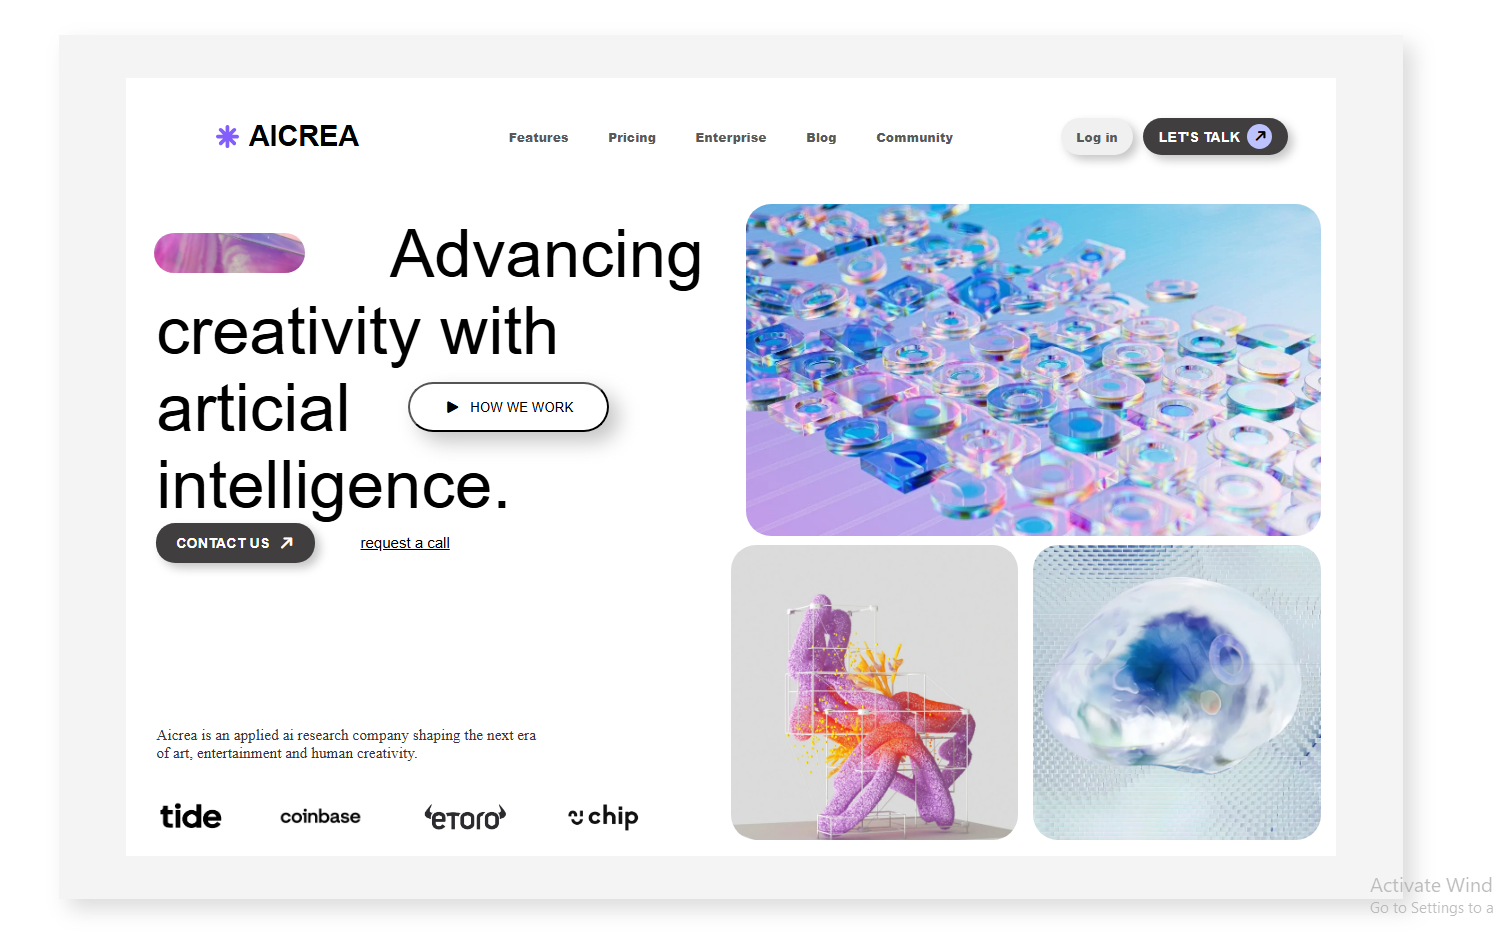 AICREA
Features Pricing Enterprise Blog Community
Log in
LET'S TALK
Advancing
creativity with
articial
HOW WE WORK
intelligence.
CONTACT US
request a call
Aicrea is an applied ai research company shaping the next era
of art, entertainment and human creativity.
tide coinbase eToro chip
Activate Wind
Go to Settings to a